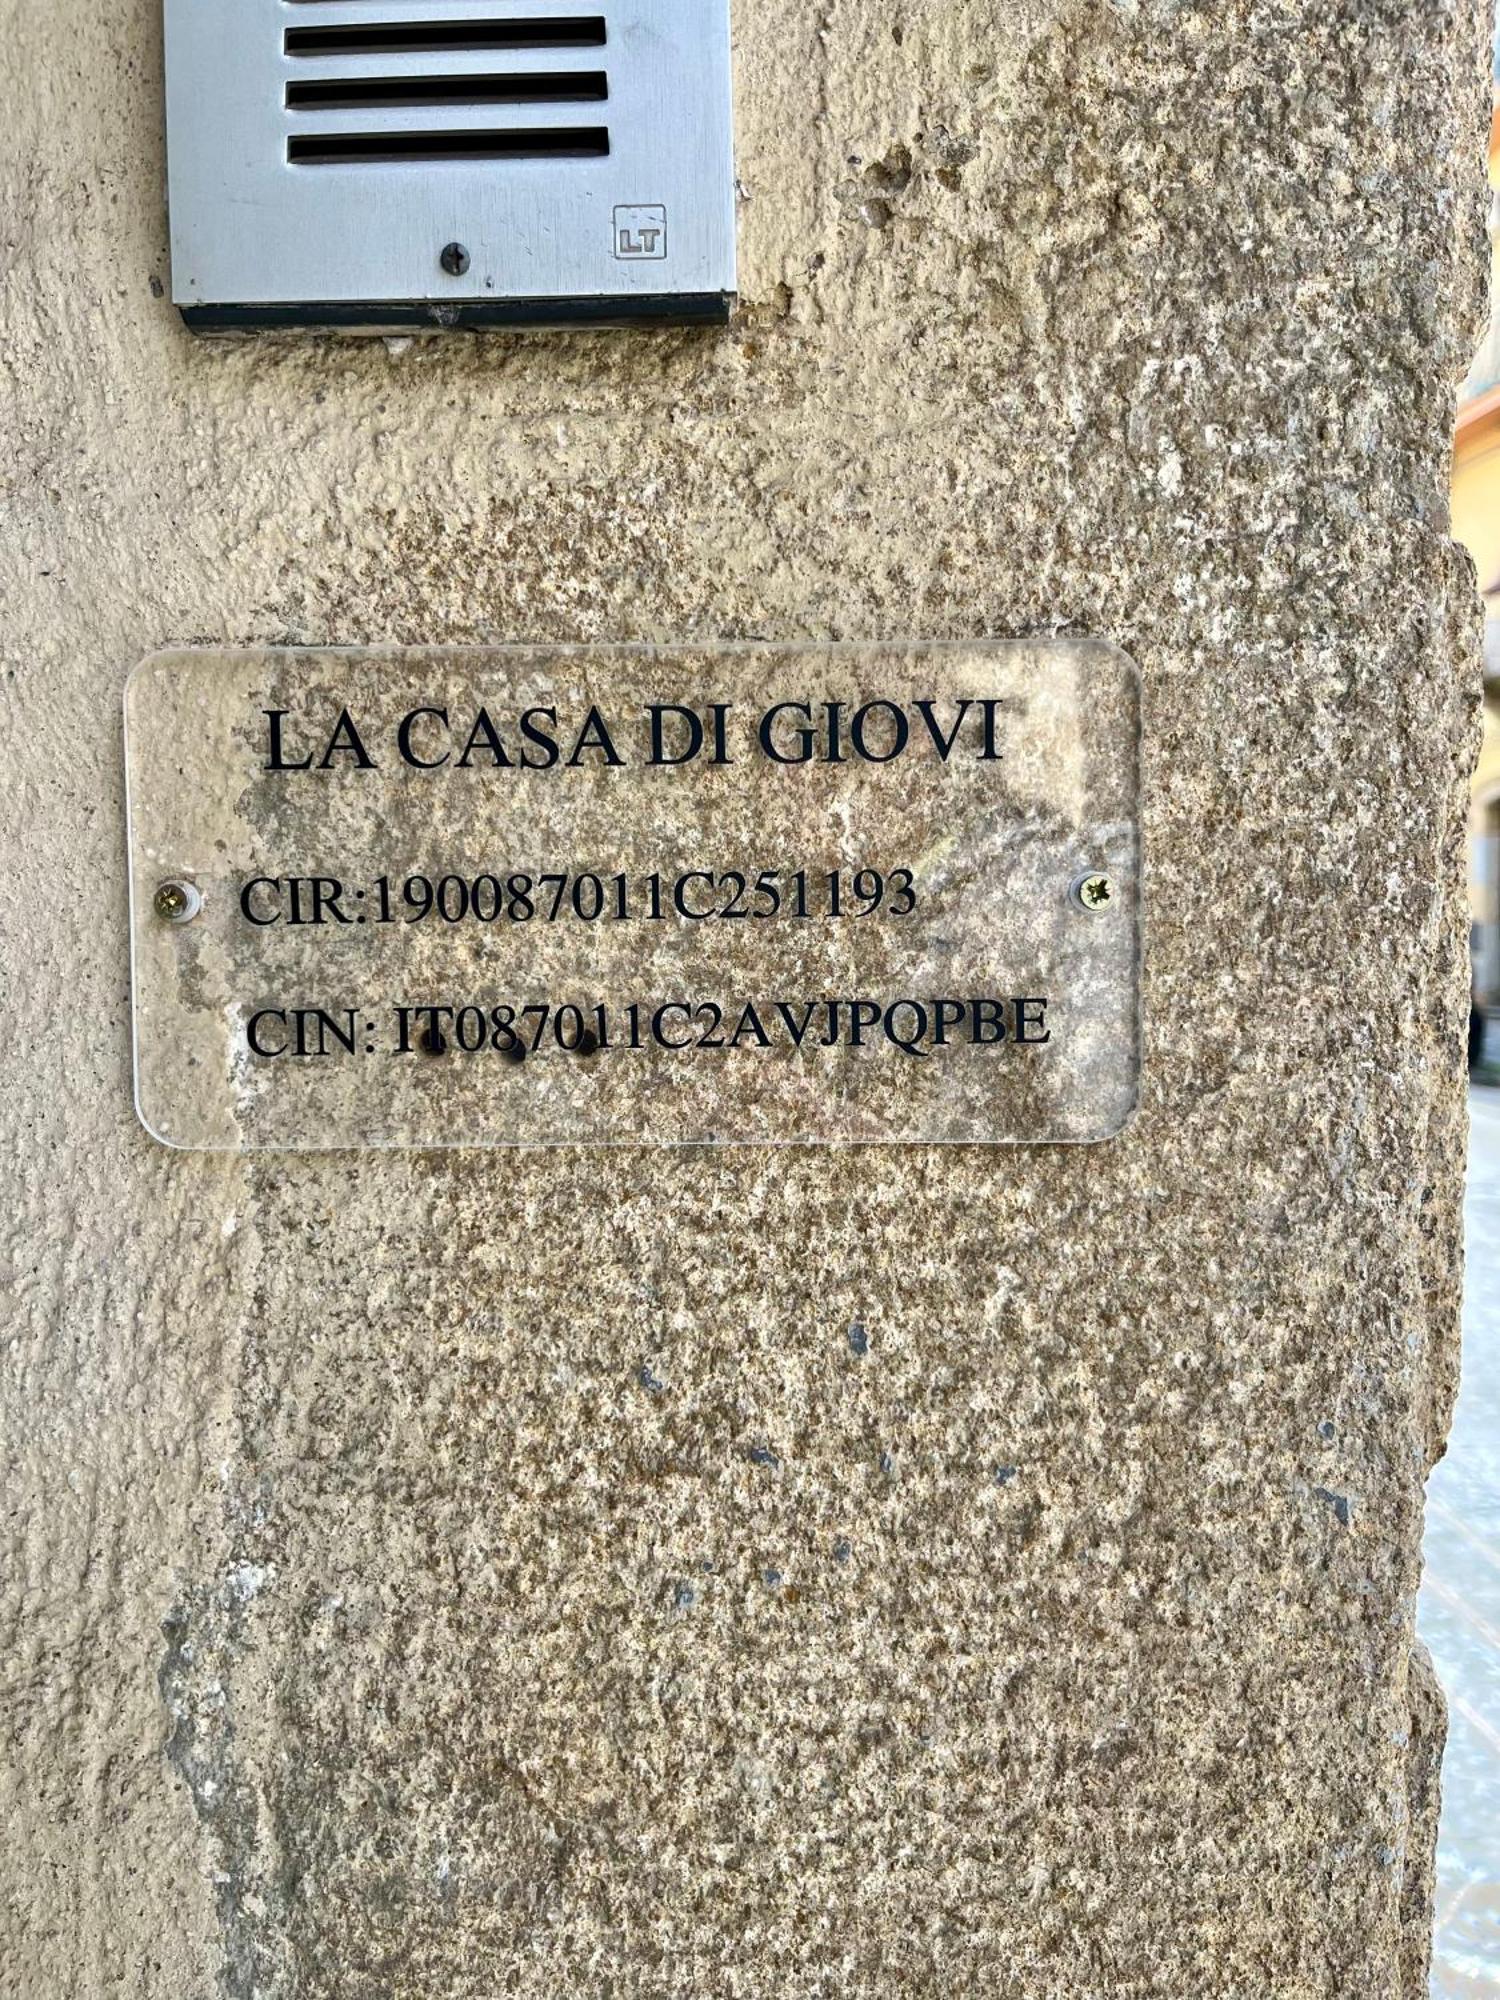 LT
LA CASA DI GIOVI
CIR:190087011C251193
CIN: IT087011C2AVJPQPBE